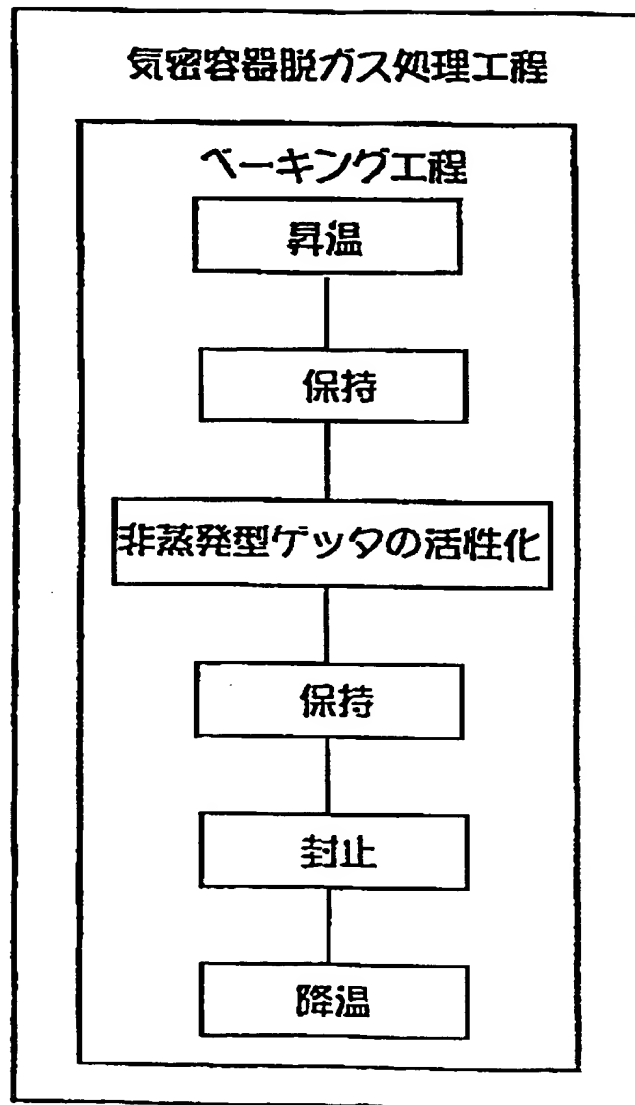 気密容器脱ガス処理工程
ベーキング工程
昇温
保持
非蒸発型ゲッタの活性化
保持
封止
降温